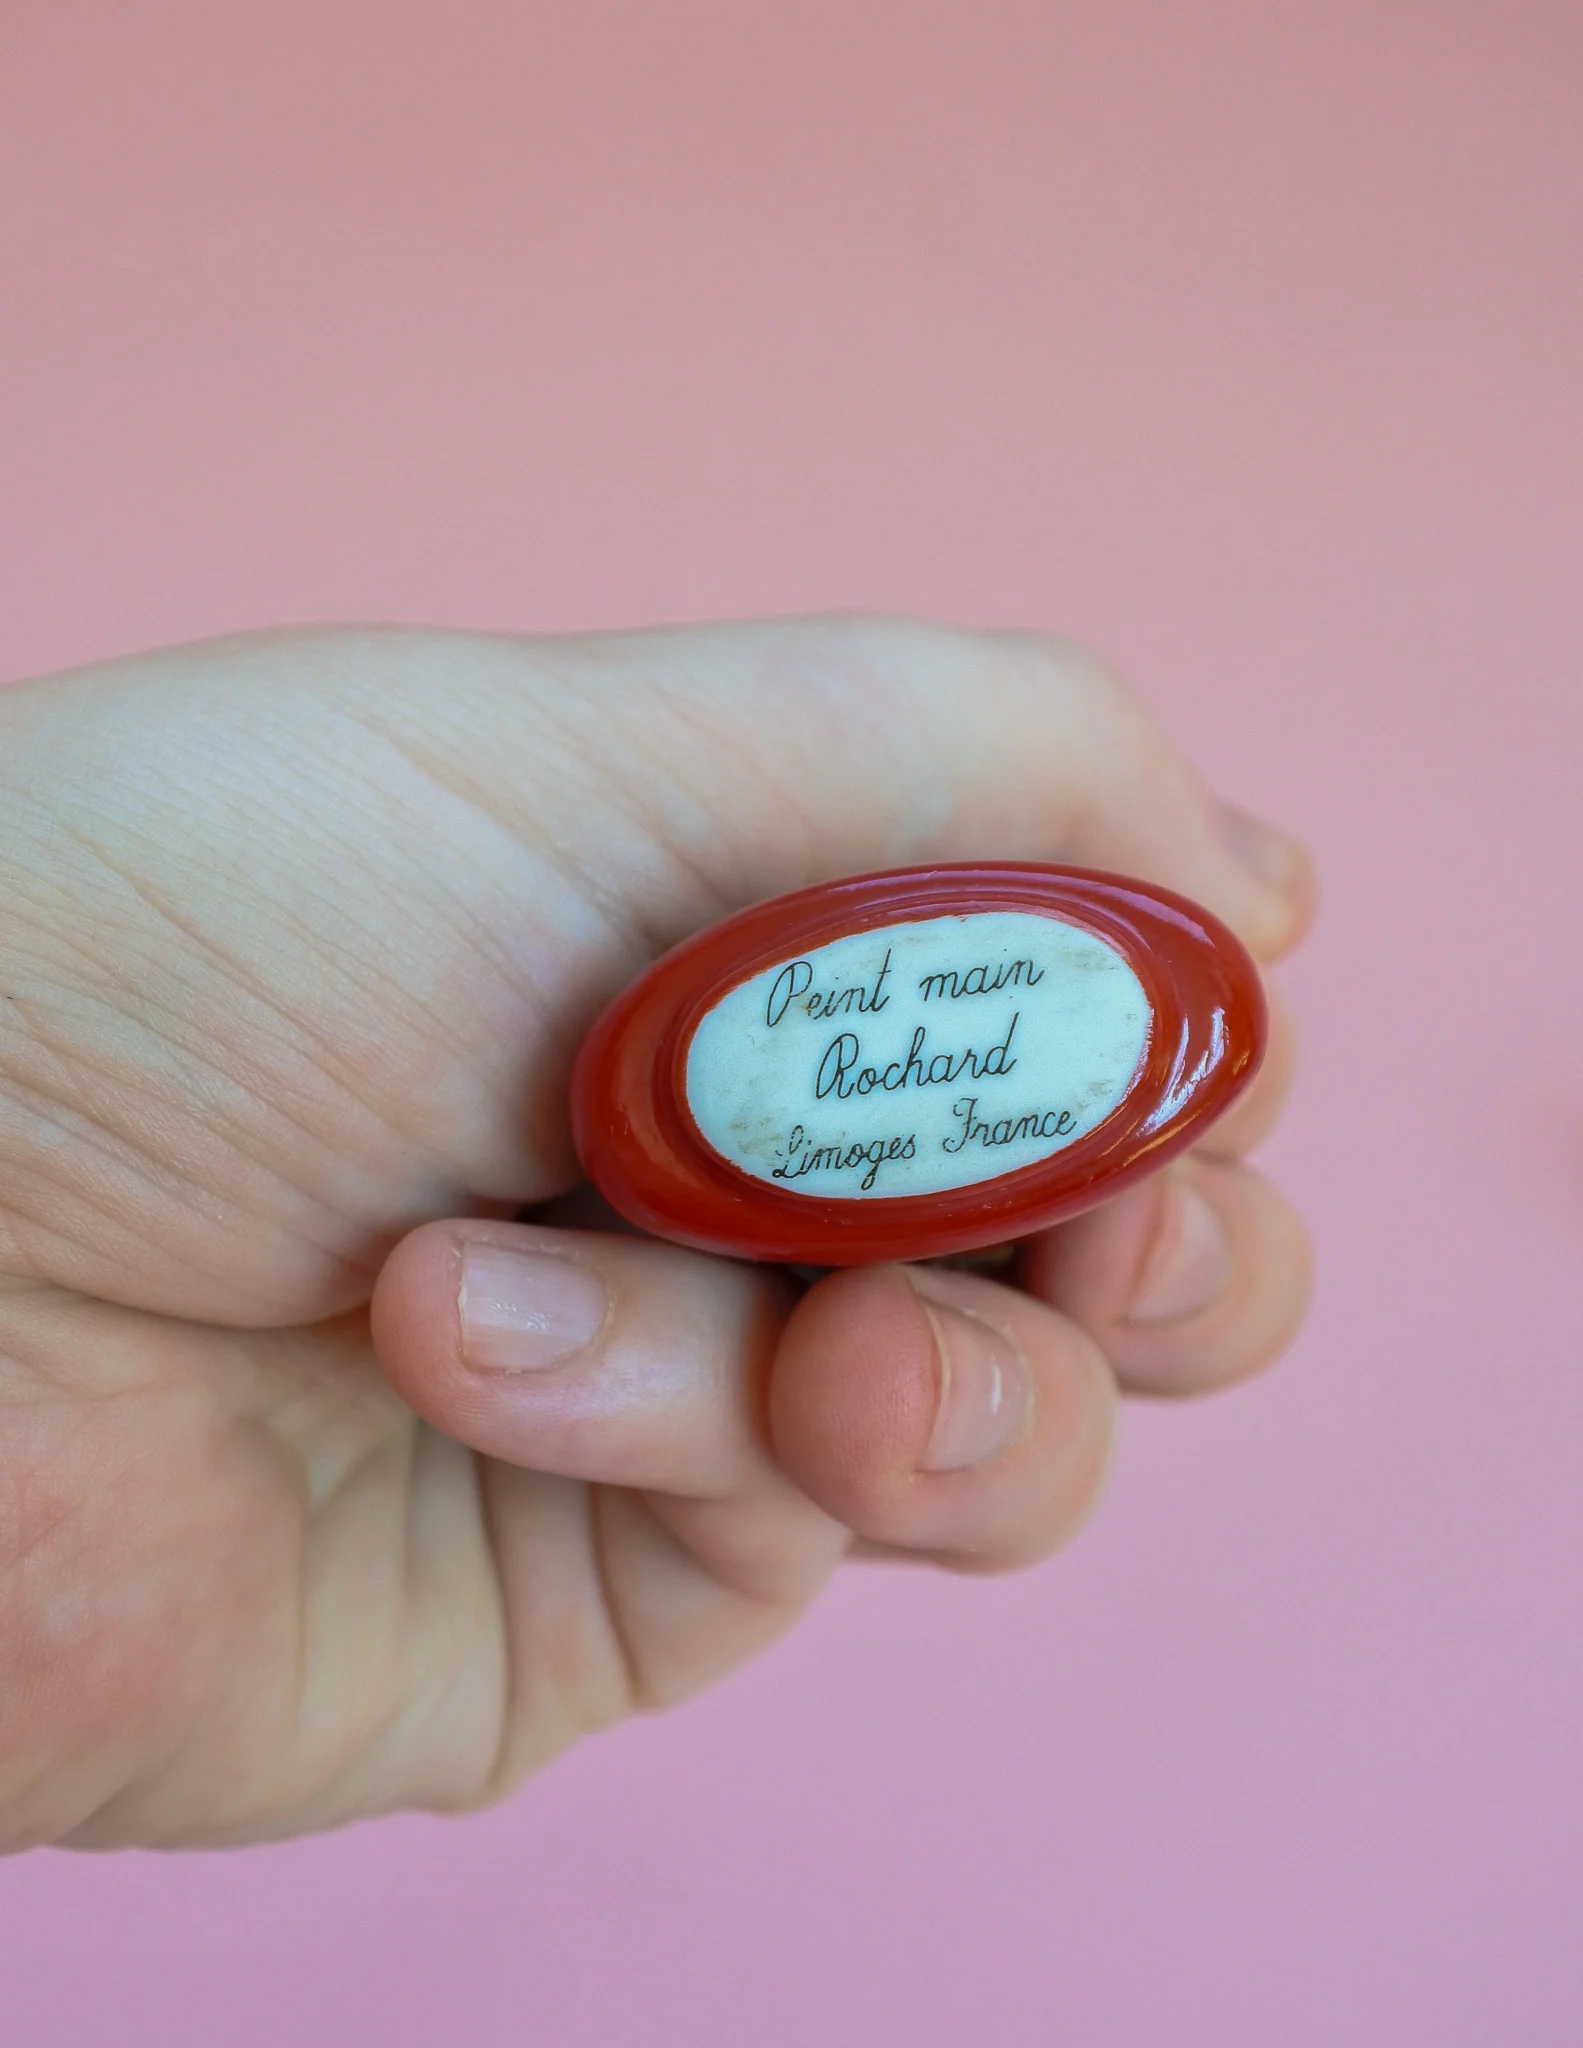 Peint main
Rochard
Limoges France